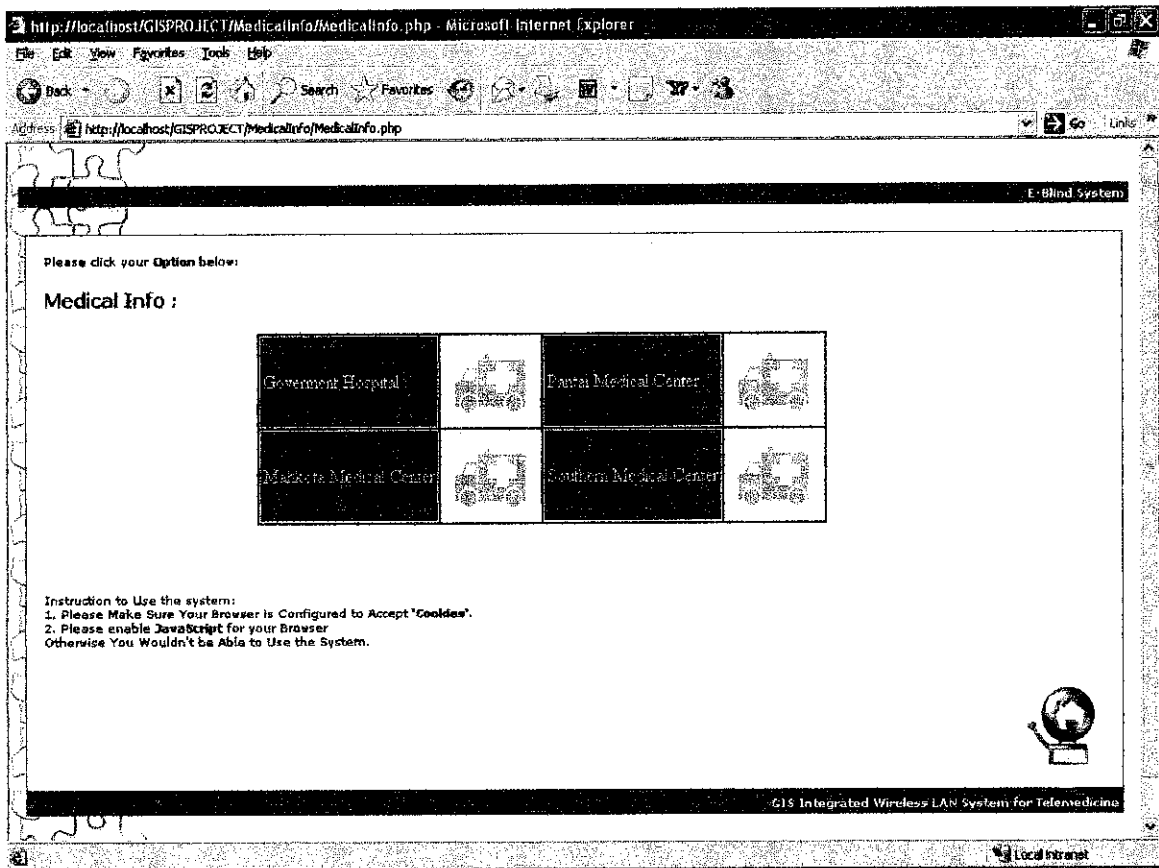 http://localhost/GISPROJECT/MedicalInfo/MedicalInfo.php - Microsoft Internet Explorer
File Edit View Favorites Tools Help
Back Search Favorites
Address http://localhost/GISPROJECT/MedicalInfo/MedicalInfo.php Go Links
E-Blind System
Please click your Option below:
Medical Info :
Goverment Hospital Pantai Medical Center
Mahkota Medical Center Southern Medical Center
Instruction to Use the system:
1. Please Make Sure Your Browser is Configured to Accept "Cookies".
2. Please enable JavaScript for your Browser
Otherwise You Wouldn't be Able to Use the System.
GIS Integrated Wireless LAN System for Telemedicine
Local intranet